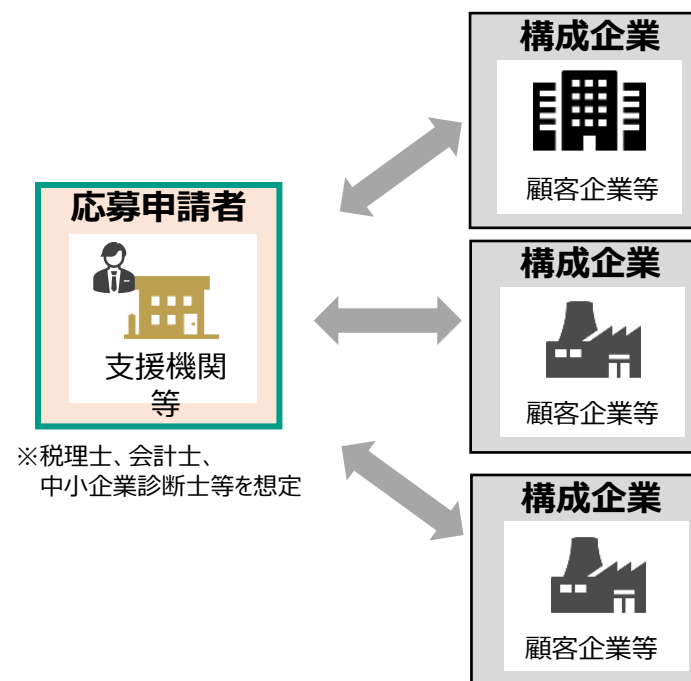 応募申請者
支援機関
等
※税理士、会計士、
中小企業診断士等を想定
構成企業
顧客企業等
構成企業
顧客企業等
構成企業
顧客企業等